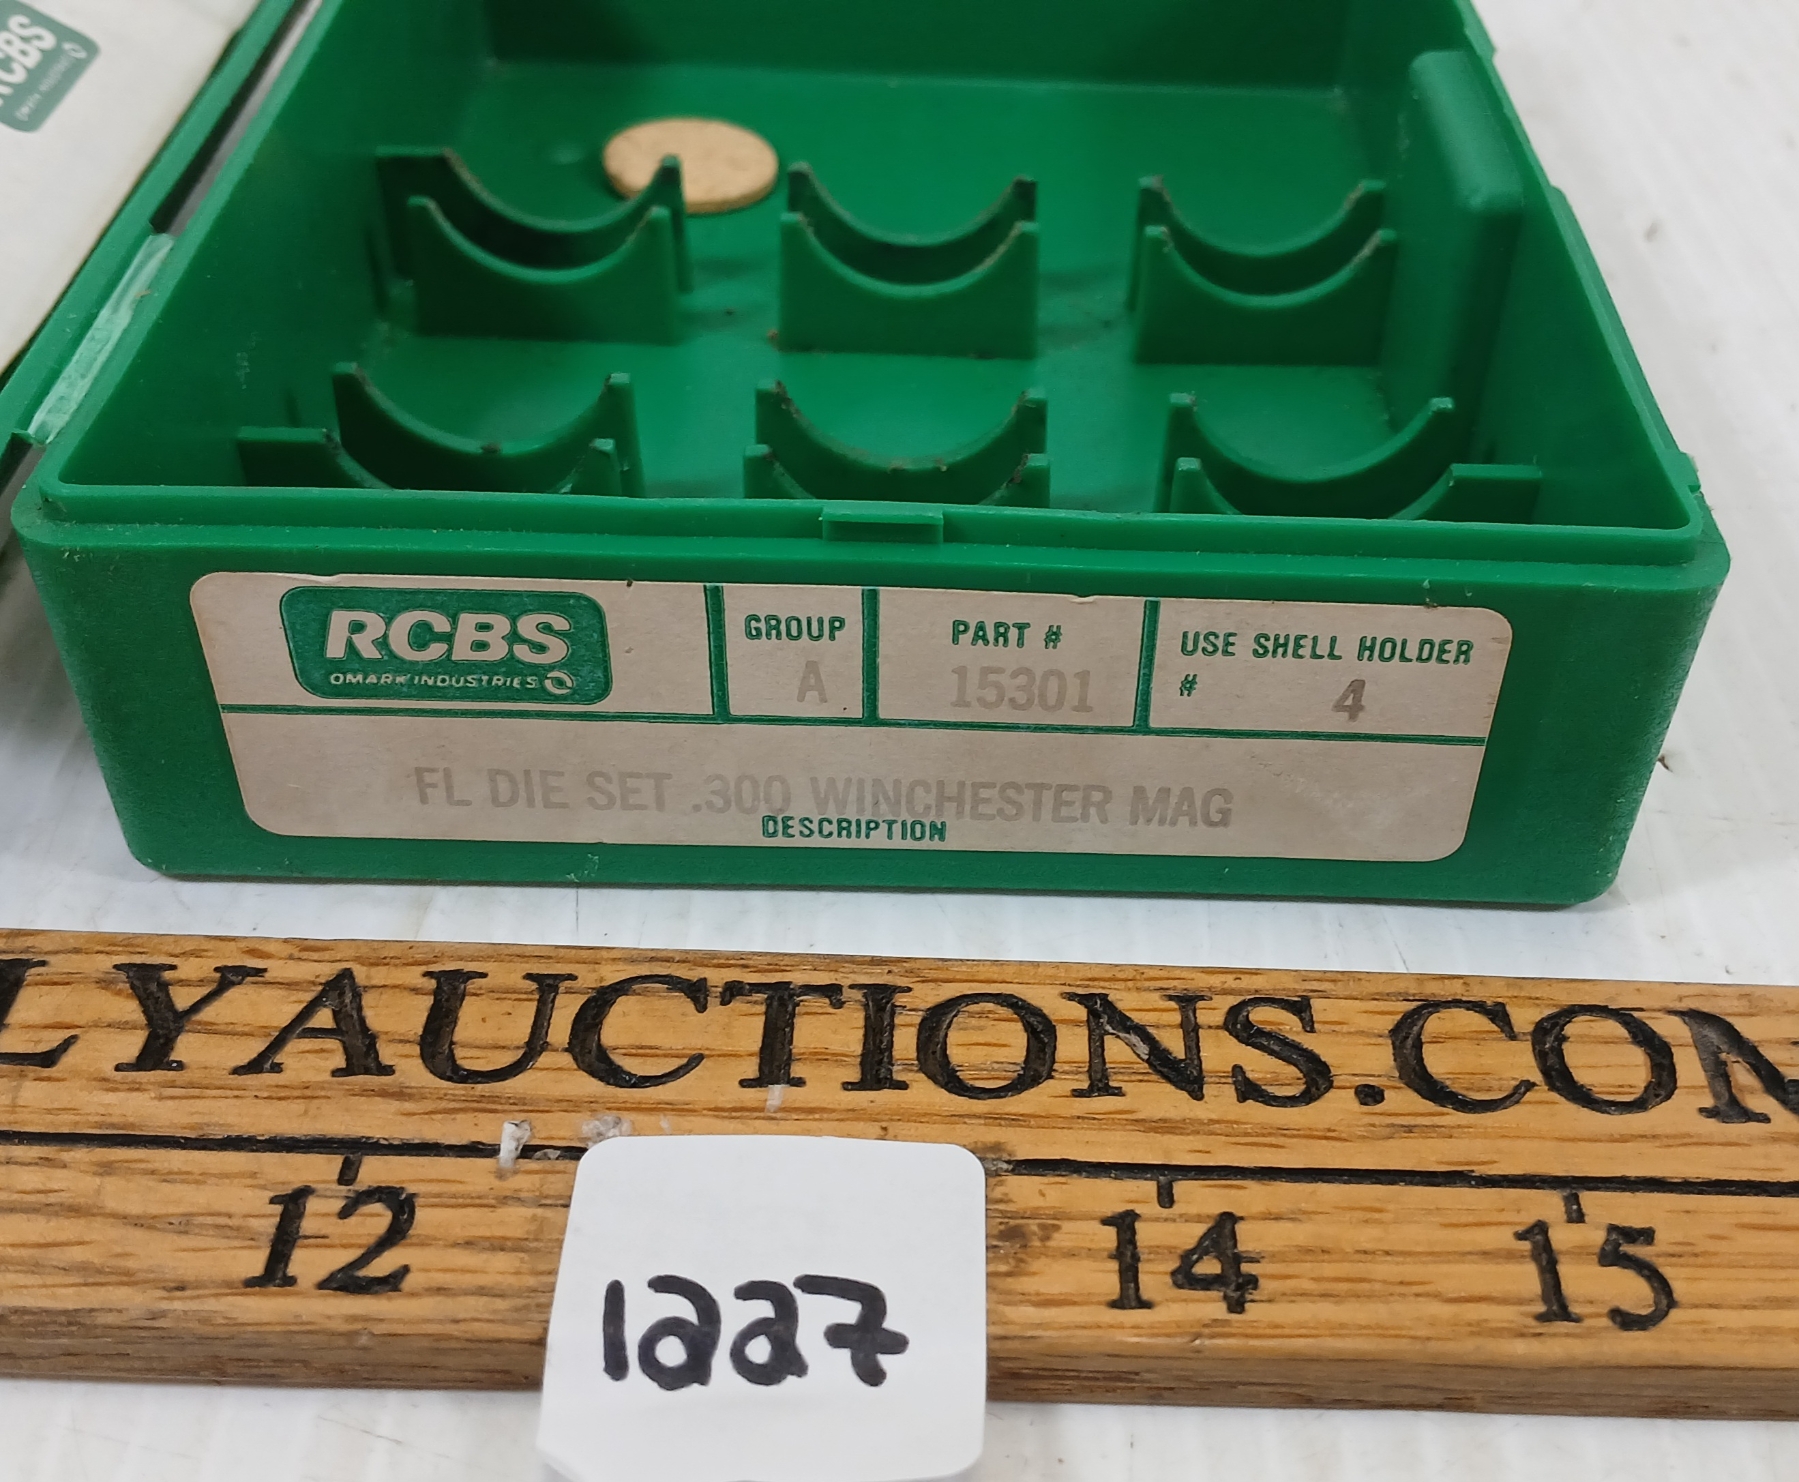 RCBS
RCBS
OMARK INDUSTRIES
GROUP
A
PART #
15301
USE SHELL HOLDER
# 4
FL DIE SET .300 WINCHESTER MAG
DESCRIPTION
LYAUCTIONS.COM
12 14 15
1227